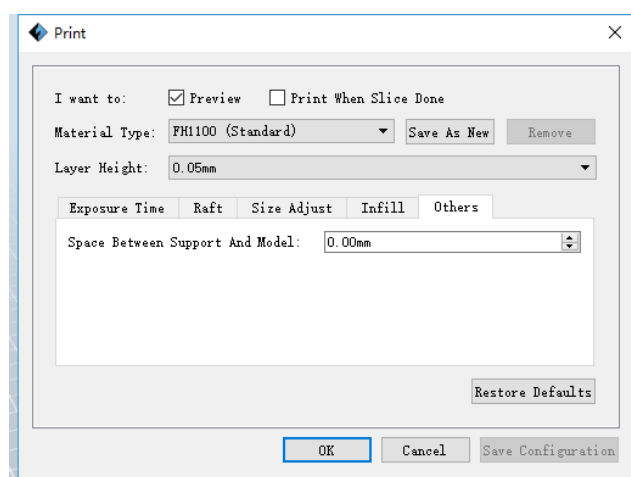 Print
I want to: Preview Print When Slice Done
Material Type: FH1100 (Standard) Save As New Remove
Layer Height: 0.05mm
Exposure Time Raft Size Adjust Infill Others
Space Between Support And Model: 0.00mm
Restore Defaults
OK Cancel Save Configuration